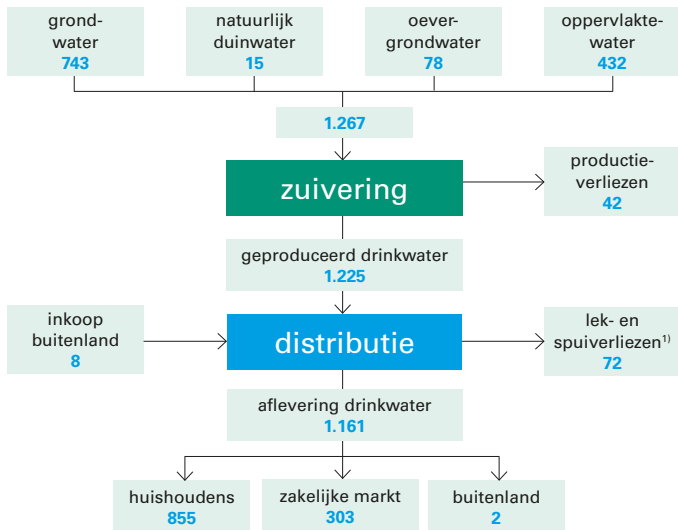 grond-
water
743
natuurlijk
duinwater
15
oever-
grondwater
78
oppervlakte-
water
432
1.267
zuivering
productie-
verliezen
42
geproduceerd drinkwater
1.225
inkoop
buitenland
8
distributie
lek- en
spuiverliezen¹⁾
72
aflevering drinkwater
1.161
huishoudens
855
zakelijke markt
303
buitenland
2